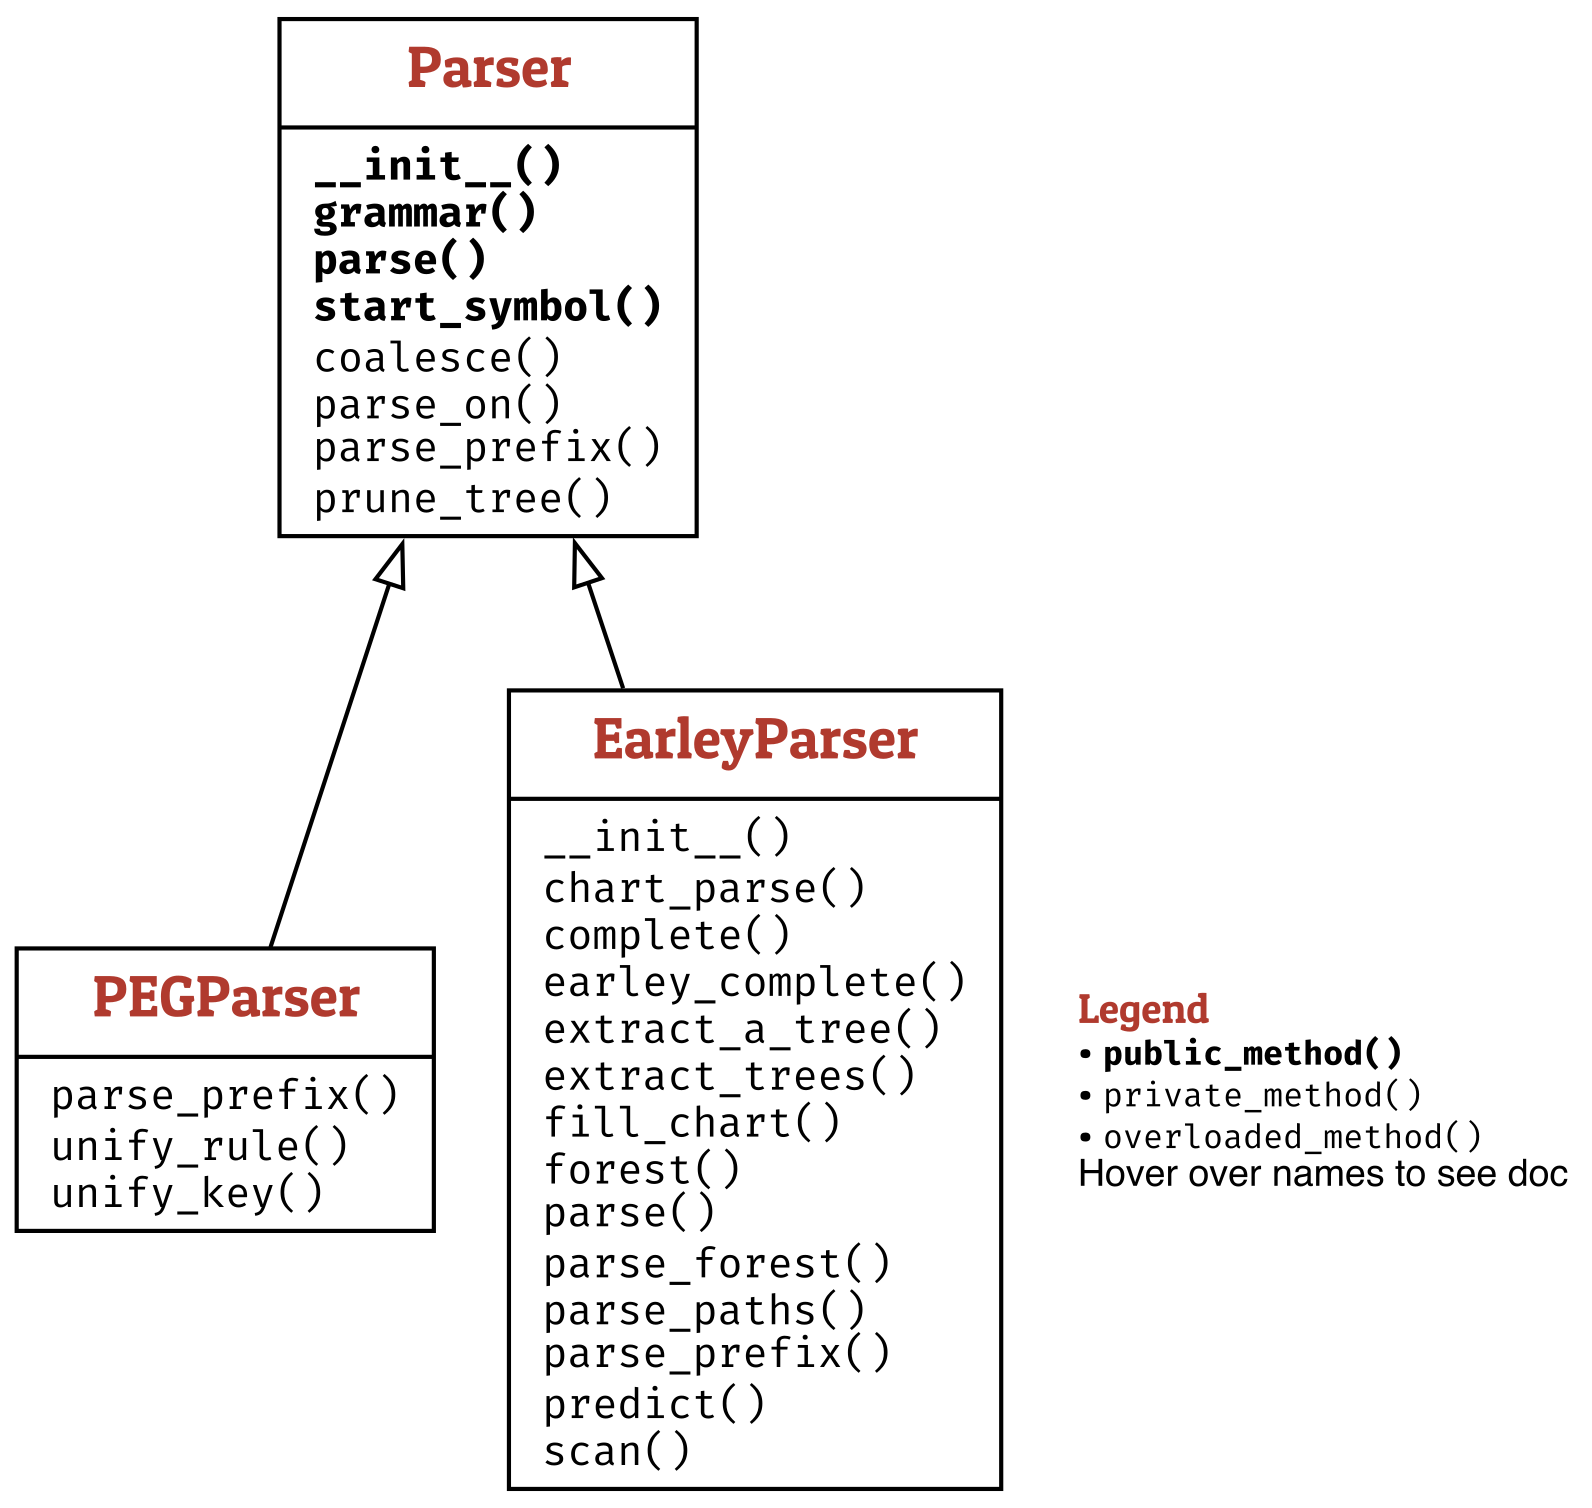 Parser
__init__()
grammar()
parse()
start_symbol()
coalesce()
parse_on()
parse_prefix()
prune_tree()
EarleyParser
__init__()
chart_parse()
complete()
earley_complete()
extract_a_tree()
extract_trees()
fill_chart()
forest()
parse()
parse_forest()
parse_paths()
parse_prefix()
predict()
scan()
PEGParser
parse_prefix()
unify_rule()
unify_key()
Legend
• public_method()
• private_method()
• overloaded_method()
Hover over names to see doc